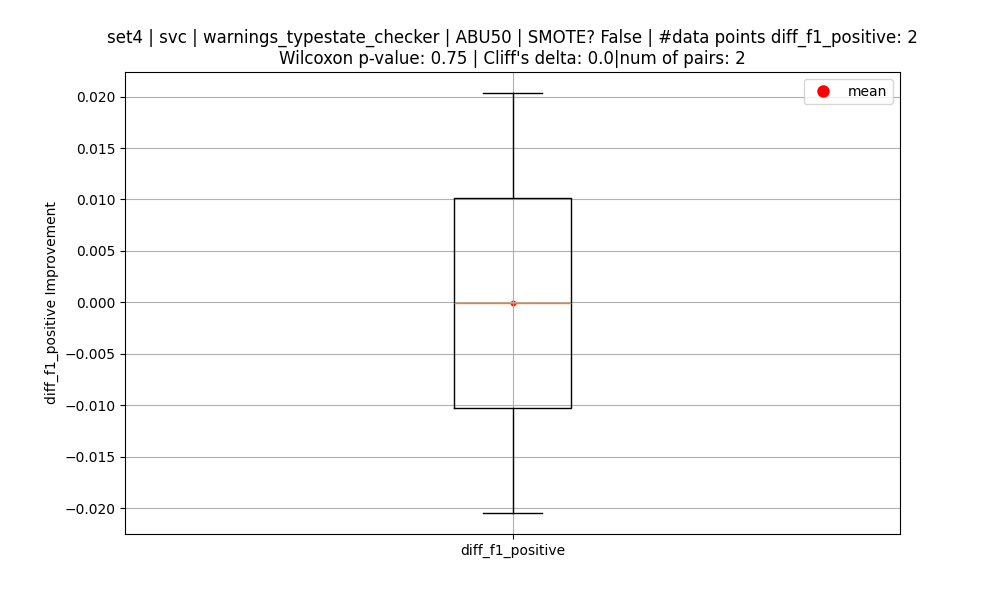 set4 | svc | warnings_typestate_checker | ABU50 | SMOTE? False | #data points diff_f1_positive: 2
Wilcoxon p-value: 0.75 | Cliff's delta: 0.0|num of pairs: 2
mean
0.020
0.015
0.010
0.005
0.000
−0.005
−0.010
−0.015
−0.020
diff_f1_positive Improvement
diff_f1_positive